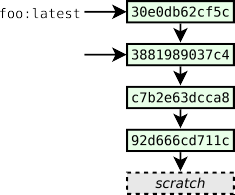 foo:latest 30e0db62cf5c
3881989037c4
c7b2e63dcca8
92d666cd711c
scratch